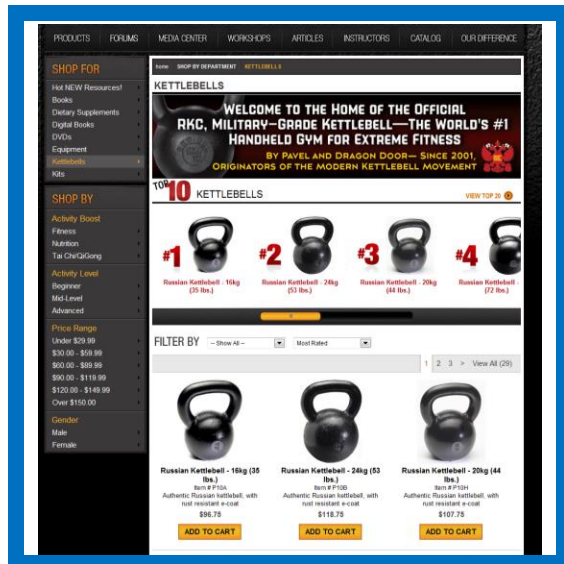 PRODUCTS FORUMS MEDIA CENTER WORKSHOPS ARTICLES INSTRUCTORS CATALOG OUR DIFFERENCE
SHOP FOR
Hot NEW Resources!
Books
Dietary Supplements
Digital Books
DVDs
Equipment
Kettlebells
Kits
SHOP BY
Activity Boost
Fitness
Nutrition
Tai Chi/QiGong
Activity Level
Beginner
Mid-Level
Advanced
Price Range
Under $29.99
$30.00 - $59.99
$60.00 - $89.99
$90.00 - $119.99
$120.00 - $149.99
Over $150.00
Gender
Male
Female
home SHOP BY DEPARTMENT KETTLEBELLS
KETTLEBELLS
WELCOME TO THE HOME OF THE OFFICIAL
RKC, MILITARY-GRADE KETTLEBELL—THE WORLD'S #1
HANDHELD GYM FOR EXTREME FITNESS
BY PAVEL AND DRAGON DOOR— SINCE 2001,
ORIGINATORS OF THE MODERN KETTLEBELL MOVEMENT
TOP 10 KETTLEBELLS VIEW TOP 20
#1 #2 #3 #4
Russian Kettlebell - 16kg Russian Kettlebell - 24kg Russian Kettlebell - 20kg Russian Kettlebell -
(35 lbs.) (53 lbs.) (44 lbs.) (72 lbs.)
FILTER BY -- Show All -- Most Rated
1 2 3 > View All (29)
Russian Kettlebell - 16kg (35 Russian Kettlebell - 24kg (53 Russian Kettlebell - 20kg (44
lbs.) lbs.) lbs.)
Item # P10A Item # P10B Item # P10H
Authentic Russian kettlebell, with Authentic Russian kettlebell, with Authentic Russian kettlebell, with
rust resistant e-coat rust resistant e-coat rust resistant e-coat
$96.75 $118.75 $107.75
ADD TO CART ADD TO CART ADD TO CART